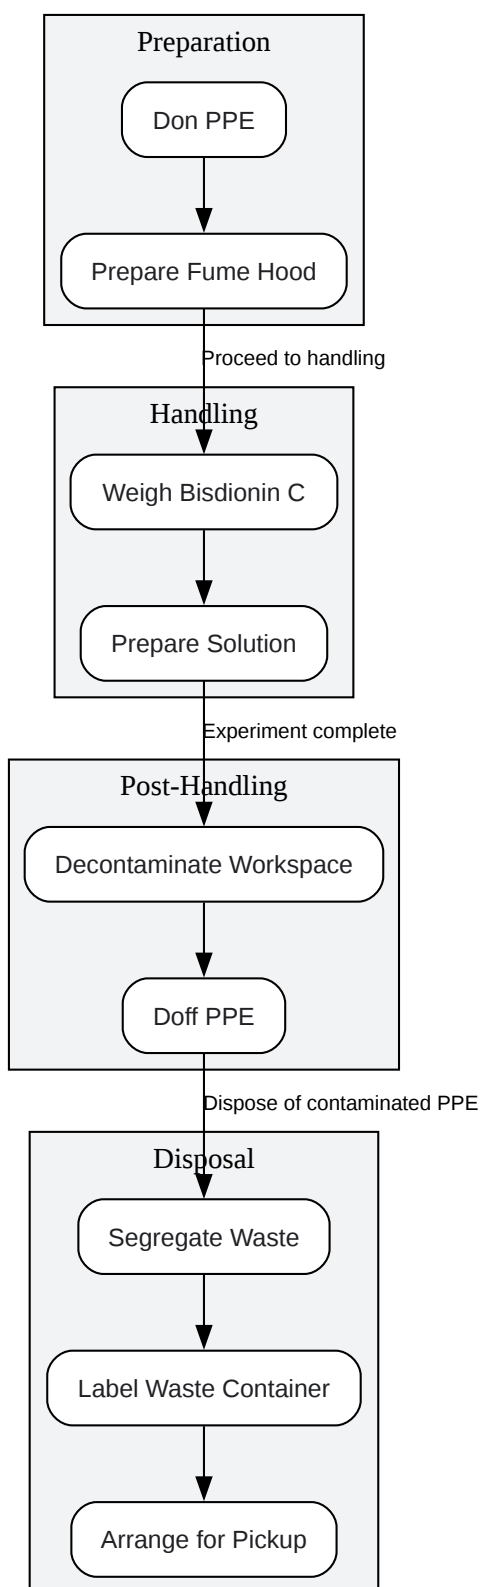 Preparation
Don PPE
Prepare Fume Hood
Proceed to handling
Handling
Weigh Bisdionin C
Prepare Solution
Experiment complete
Post-Handling
Decontaminate Workspace
Doff PPE
Dispose of contaminated PPE
Disposal
Segregate Waste
Label Waste Container
Arrange for Pickup